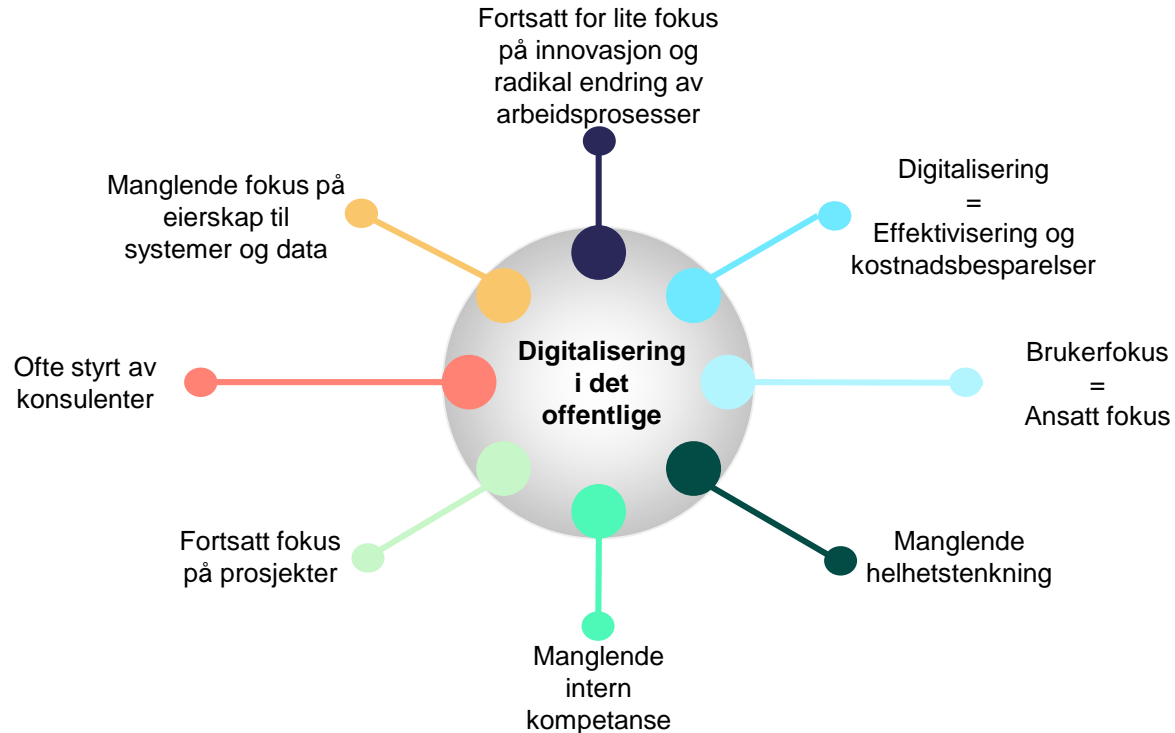 Fortsatt for lite fokus
på innovasjon og
radikal endring av
arbeidsprosesser
Digitalisering
=
Effektivisering og
kostnadsbesparelser
Brukerfokus
=
Ansatt fokus
Manglende
helhetstenkning
Manglende
intern
kompetanse
Fortsatt fokus
på prosjekter
Ofte styrt av
konsulenter
Manglende fokus på
eierskap til
systemer og data
Digitalisering
i det
offentlige